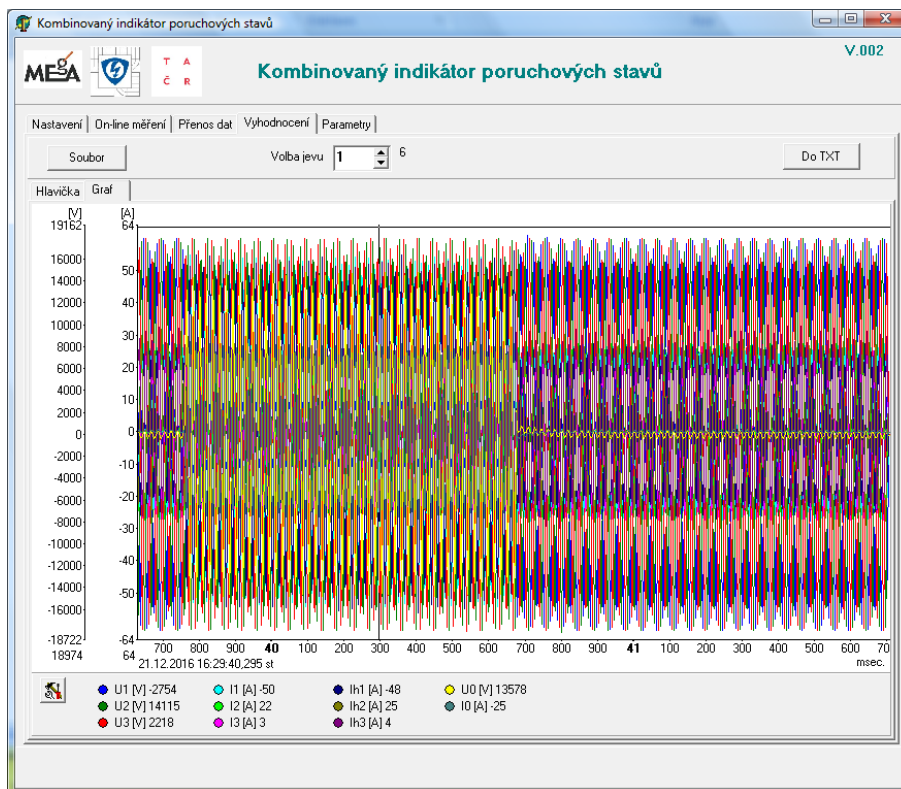 Kombinovaný indikátor poruchových stavů
MEgA
T A
Č R
Kombinovaný indikátor poruchových stavů
V.002
Nastavení On-line měření Přenos dat Vyhodnocení Parametry
Soubor Volba jevu 1 6 Do TXT
Hlavička Graf
[V] [A]
19162 64
16000
14000 50
12000 40
10000
8000 30
6000 20
4000 10
2000
0 0
-2000
-4000 -10
-6000 -20
-8000
-10000 -30
-12000 -40
-14000
-16000 -50
-18722 -64
18974 64
700 800 900 40 100 200 300 400 500 600 700 800 900 41 100 200 300 400 500 600 70
21.12.2016 16:29:40,295 st msec.
U1 [V] -2754 I1 [A] -50 Ih1 [A] -48 U0 [V] 13578
U2 [V] 14115 I2 [A] 22 Ih2 [A] 25 I0 [A] -25
U3 [V] 2218 I3 [A] 3 Ih3 [A] 4